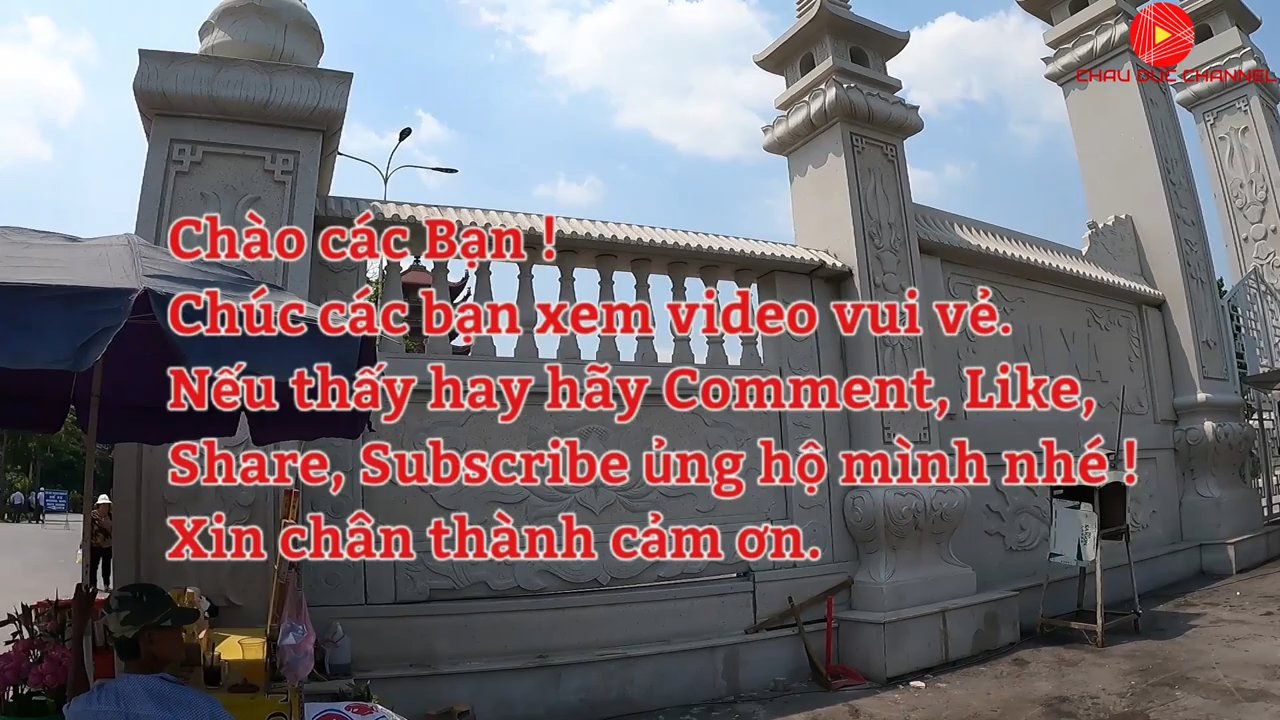 CHAU DUC CHANNEL
Chào các Bạn !
Chúc các bạn xem video vui vẻ.
Nếu thấy hay hãy Comment, Like,
Share, Subscribe ủng hộ mình nhé !
Xin chân thành cảm ơn.